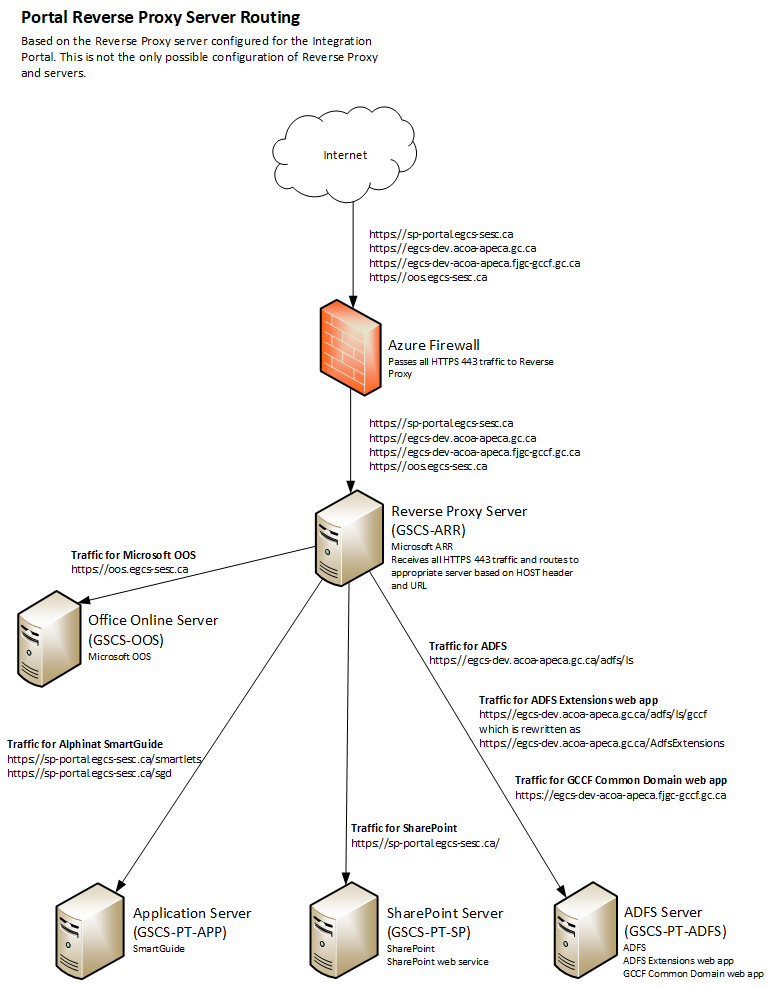 Portal Reverse Proxy Server Routing
Based on the Reverse Proxy server configured for the Integration
Portal. This is not the only possible configuration of Reverse Proxy
and servers.
Internet
https://sp-portal.egcs-sesc.ca
https://egcs-dev.acoa-apeca.gc.ca
https://egcs-dev-acoa-apeca.fjgc-gccf.gc.ca
https://oos.egcs-sesc.ca
Azure Firewall
Passes all HTTPS 443 traffic to Reverse
Proxy
https://sp-portal.egcs-sesc.ca
https://egcs-dev.acoa-apeca.gc.ca
https://egcs-dev-acoa-apeca.fjgc-gccf.gc.ca
https://oos.egcs-sesc.ca
Reverse Proxy Server
(GSCS-ARR)
Microsoft ARR
Receives all HTTPS 443 traffic and routes to
appropriate server based on HOST header
and URL
Traffic for Microsoft OOS
https://oos.egcs-sesc.ca
Office Online Server
(GSCS-OOS)
Microsoft OOS
Traffic for ADFS
https://egcs-dev.acoa-apeca.gc.ca/adfs/ls
Traffic for ADFS Extensions web app
https://egcs-dev.acoa-apeca.gc.ca/adfs/ls/gccf
which is rewritten as
https://egcs-dev.acoa-apeca.gc.ca/AdfsExtensions
Traffic for Alphinat SmartGuide
https://sp-portal.egcs-sesc.ca/smartlets
https://sp-portal.egcs-sesc.ca/sgd
Traffic for GCCF Common Domain web app
https://egcs-dev-acoa-apeca.fjgc-gccf.gc.ca
Traffic for SharePoint
https://sp-portal.egcs-sesc.ca/
Application Server
(GSCS-PT-APP)
SmartGuide
SharePoint Server
(GSCS-PT-SP)
SharePoint
SharePoint web service
ADFS Server
(GSCS-PT-ADFS)
ADFS
ADFS Extensions web app
GCCF Common Domain web app